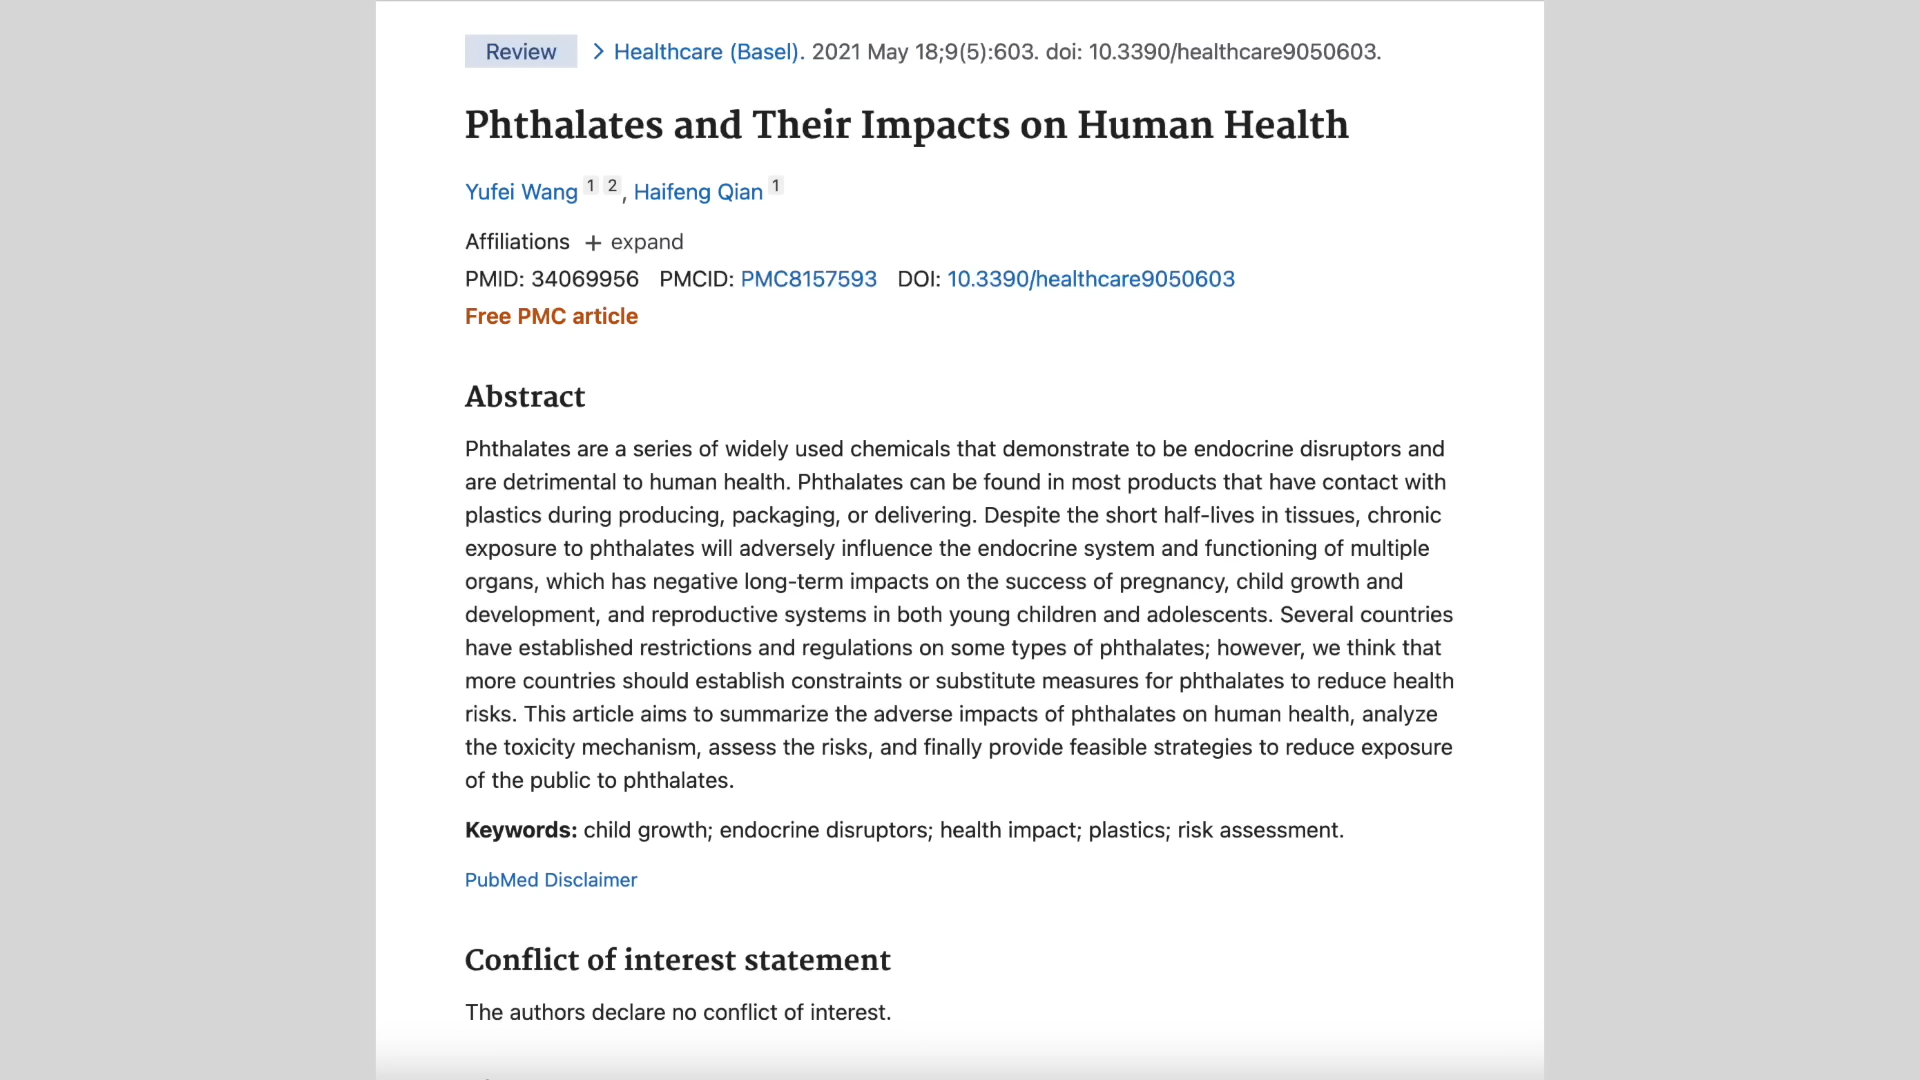 Review > Healthcare (Basel). 2021 May 18;9(5):603. doi: 10.3390/healthcare9050603.
Phthalates and Their Impacts on Human Health
Yufei Wang 1 2, Haifeng Qian 1
Affiliations + expand
PMID: 34069956 PMCID: PMC8157593 DOI: 10.3390/healthcare9050603
Free PMC article
Abstract
Phthalates are a series of widely used chemicals that demonstrate to be endocrine disruptors and
are detrimental to human health. Phthalates can be found in most products that have contact with
plastics during producing, packaging, or delivering. Despite the short half-lives in tissues, chronic
exposure to phthalates will adversely influence the endocrine system and functioning of multiple
organs, which has negative long-term impacts on the success of pregnancy, child growth and
development, and reproductive systems in both young children and adolescents. Several countries
have established restrictions and regulations on some types of phthalates; however, we think that
more countries should establish constraints or substitute measures for phthalates to reduce health
risks. This article aims to summarize the adverse impacts of phthalates on human health, analyze
the toxicity mechanism, assess the risks, and finally provide feasible strategies to reduce exposure
of the public to phthalates.
Keywords: child growth; endocrine disruptors; health impact; plastics; risk assessment.
PubMed Disclaimer
Conflict of interest statement
The authors declare no conflict of interest.